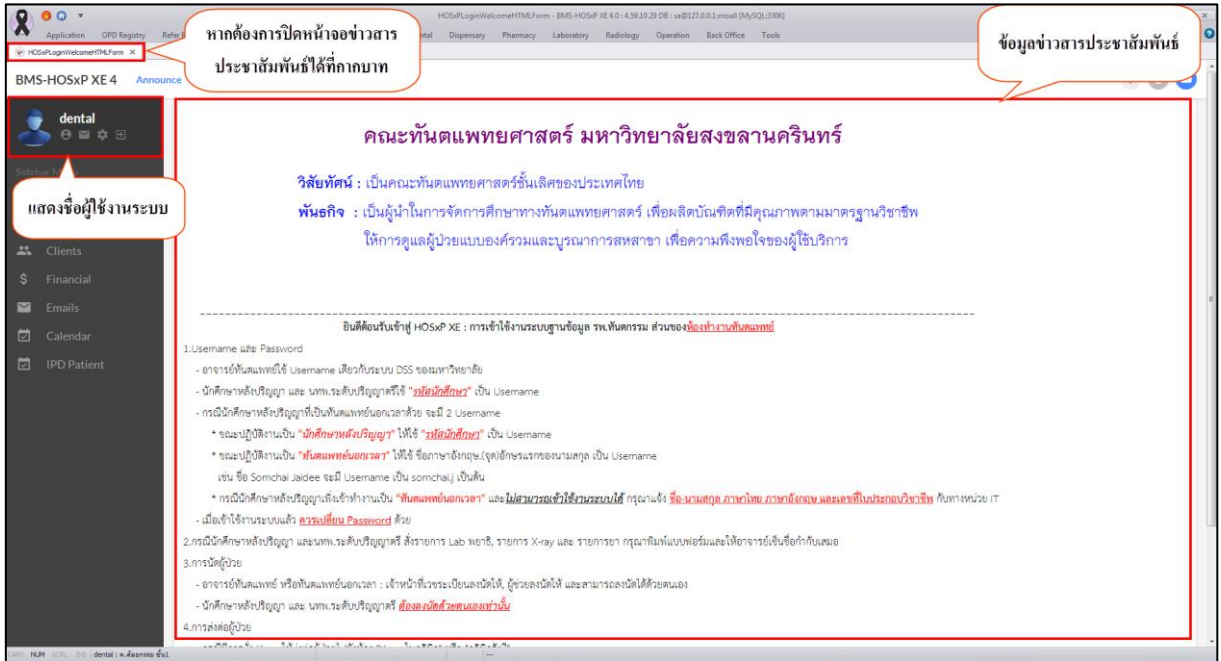 HOSxPLoginWelcomeHTMLForm - BMS-HOSxP XE 4.0 : 4.59.10.29 DB : sa@127.0.0.1:moall [MySQL:3306]
Application OPD Registry Refer Dispensary Pharmacy Laboratory Radiology Operation Back Office Tools
HOSxPLoginWelcomeHTMLForm X
หากต้องการปิดหน้าจอข่าวสาร
ประชาสัมพันธ์ได้ที่กากบาท
ข้อมูลข่าวสารประชาสัมพันธ์
BMS-HOSxP XE 4 Announce
dental
Sidebar
แสดงชื่อผู้ใช้งานระบบ
Clients
Financial
Emails
Calendar
IPD Patient
คณะทันตแพทยศาสตร์ มหาวิทยาลัยสงขลานครินทร์
วิสัยทัศน์ : เป็นคณะทันตแพทยศาสตร์ชั้นเลิศของประเทศไทย
พันธกิจ : เป็นผู้นำในการจัดการศึกษาทางทันตแพทยศาสตร์ เพื่อผลิตบัณฑิตที่มีคุณภาพตามมาตรฐานวิชาชีพ
ให้การดูแลผู้ป่วยแบบองค์รวมและบูรณาการสหสาขา เพื่อความพึงพอใจของผู้ใช้บริการ
ยินดีต้อนรับเข้าสู่ HOSxP XE : การเข้าใช้งานระบบฐานข้อมูล รพ.ทันตกรรม ส่วนของห้องทำงานทันตแพทย์
1.Username และ Password
- อาจารย์ทันตแพทย์ใช้ Username เดียวกับระบบ DSS ของมหาวิทยาลัย
- นักศึกษาหลังปริญญา และ นทพ.ระดับปริญญาตรีใช้ "รหัสนักศึกษา" เป็น Username
- กรณีนักศึกษาหลังปริญญาที่เป็นทันตแพทย์นอกเวลาด้วย จะมี 2 Username
* ขณะปฏิบัติงานเป็น "นักศึกษาหลังปริญญา" ให้ใช้ "รหัสนักศึกษา" เป็น Username
* ขณะปฏิบัติงานเป็น "ทันตแพทย์นอกเวลา" ให้ใช้ ชื่อภาษาอังกฤษ.(จุด)อักษรแรกของนามสกุล เป็น Username
เช่น ชื่อ Somchai Jaidee จะมี Username เป็น somchai.j เป็นต้น
* กรณีนักศึกษาหลังปริญญาเพิ่งเข้าทำงานเป็น "ทันตแพทย์นอกเวลา" และไม่สามารถเข้าใช้งานระบบได้ กรุณาแจ้ง ชื่อ-นามสกุล ภาษาไทย ภาษาอังกฤษ และเลขที่ใบประกอบวิชาชีพ กับทางหน่วย IT
- เมื่อเข้าใช้งานระบบแล้ว ควรเปลี่ยน Password ด้วย
2.กรณีนักศึกษาหลังปริญญา และนทพ.ระดับปริญญาตรี สั่งรายการ Lab พยาธิ, รายการ X-ray และ รายการยา กรุณาพิมพ์แบบฟอร์มและให้อาจารย์เซ็นชื่อกำกับเสมอ
3.การนัดผู้ป่วย
- อาจารย์ทันตแพทย์ หรือทันตแพทย์นอกเวลา : เจ้าหน้าที่เวชระเบียนลงนัดให้, ผู้ช่วยลงนัดให้ และสามารถลงนัดได้ด้วยตนเอง
- นักศึกษาหลังปริญญา และ นทพ.ระดับปริญญาตรี ต้องลงนัดด้วยตนเองเท่านั้น
4.การส่งต่อผู้ป่วย
CAPS NUM SCRL INS dental : ค.ศัลยกรรม ชั้น1